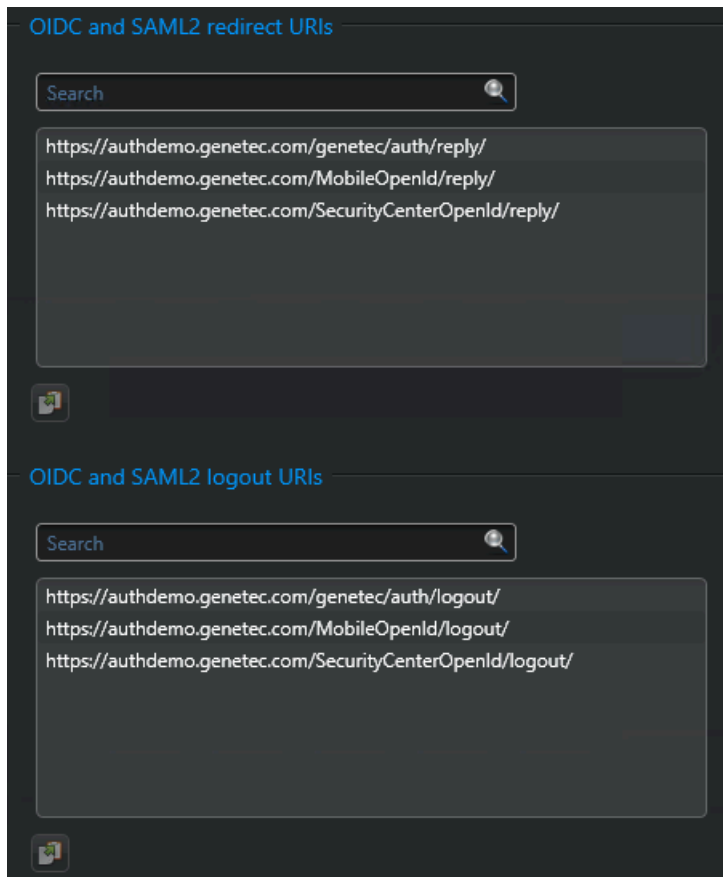 OIDC and SAML2 redirect URIs
Search
https://authdemo.genetec.com/genetec/auth/reply/
https://authdemo.genetec.com/MobileOpenId/reply/
https://authdemo.genetec.com/SecurityCenterOpenId/reply/
OIDC and SAML2 logout URIs
Search
https://authdemo.genetec.com/genetec/auth/logout/
https://authdemo.genetec.com/MobileOpenId/logout/
https://authdemo.genetec.com/SecurityCenterOpenId/logout/